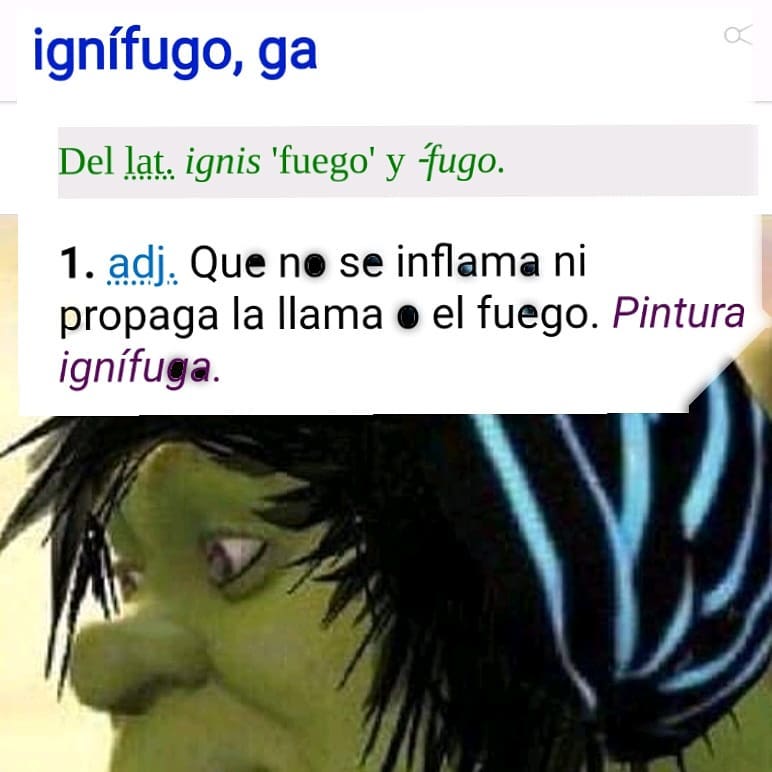 ignífugo, ga
Del lat. ignis 'fuego' y -́fugo.
1. adj. Que no se inflama ni
propaga la llama o el fuego. Pintura
ignífuga.